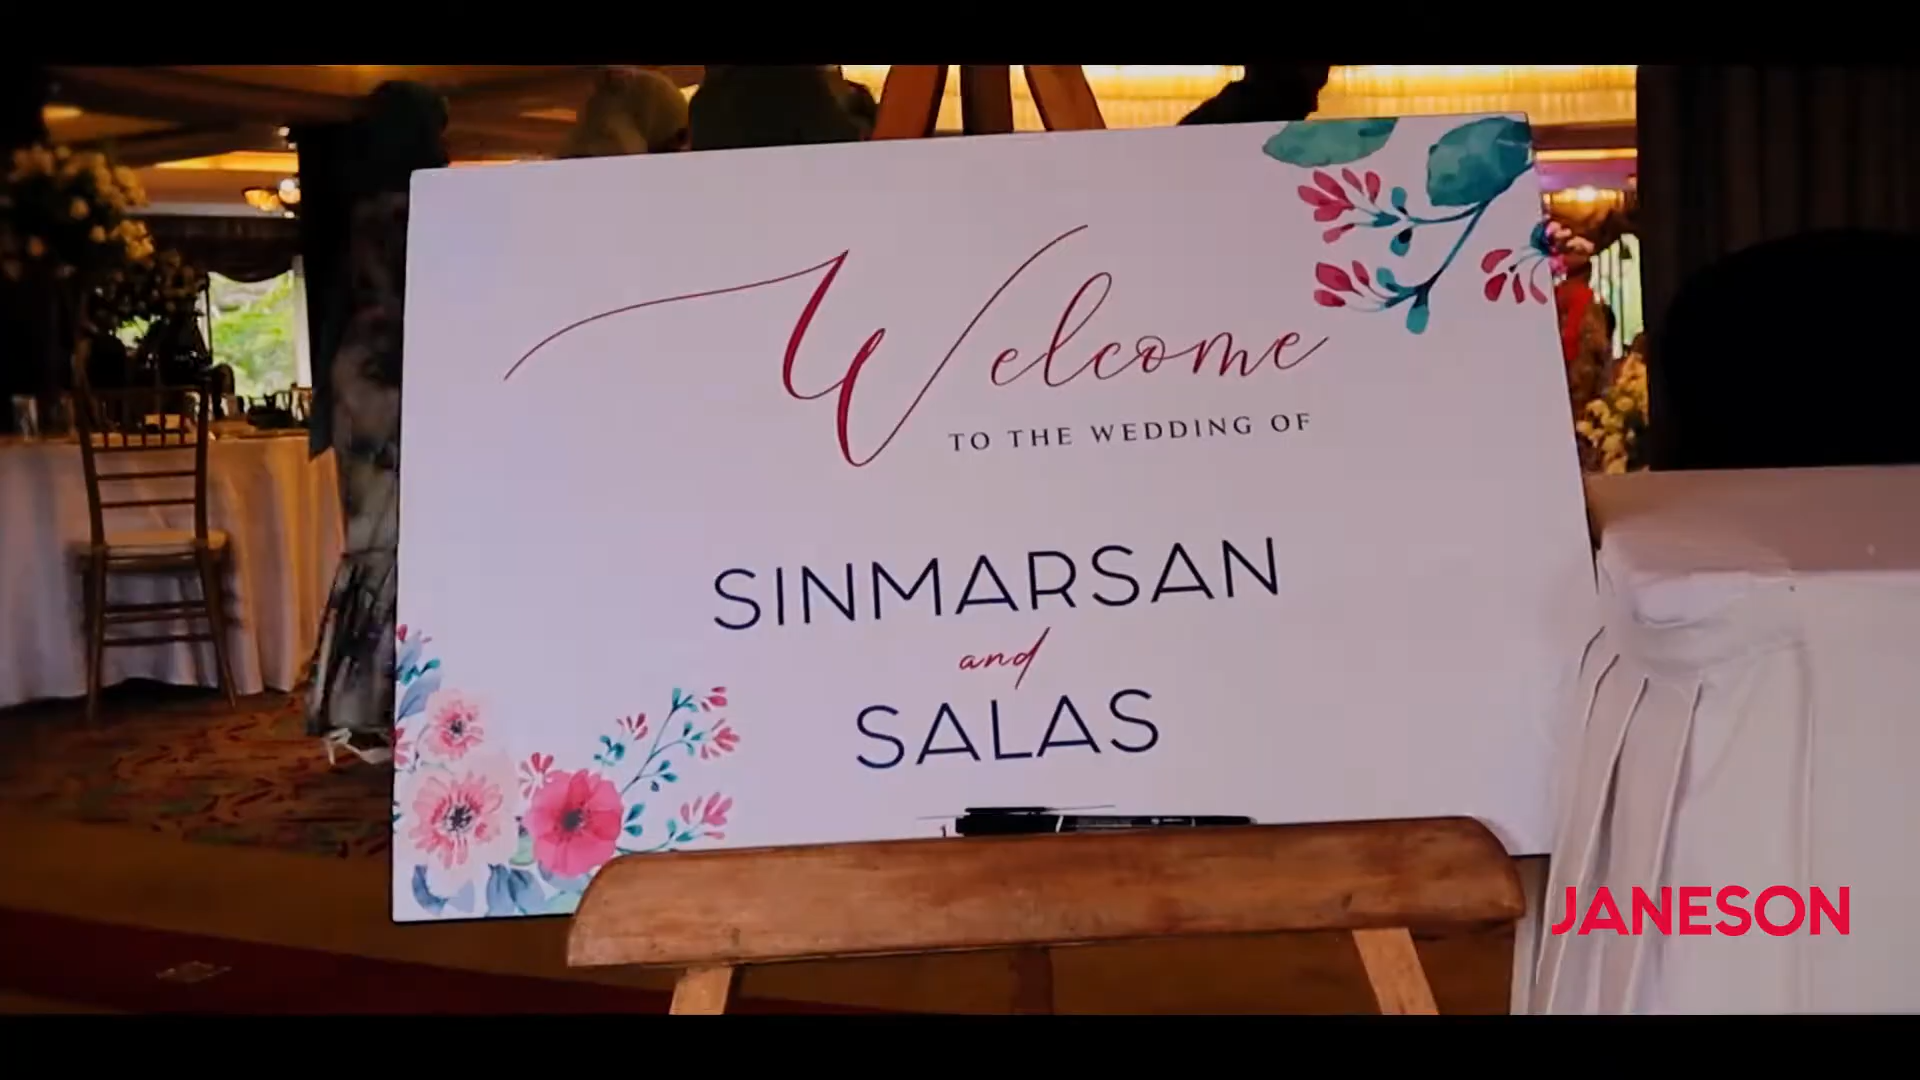 Welcome
TO THE WEDDING OF
SINMARSAN
and
SALAS
JANESON